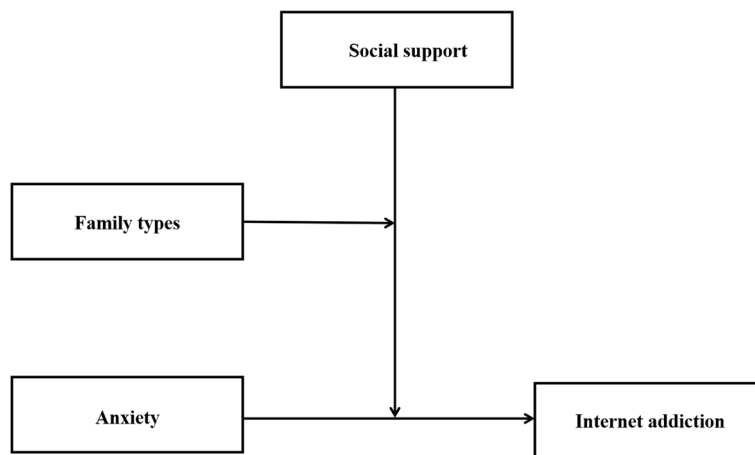 Social support
Family types
Anxiety
Internet addiction